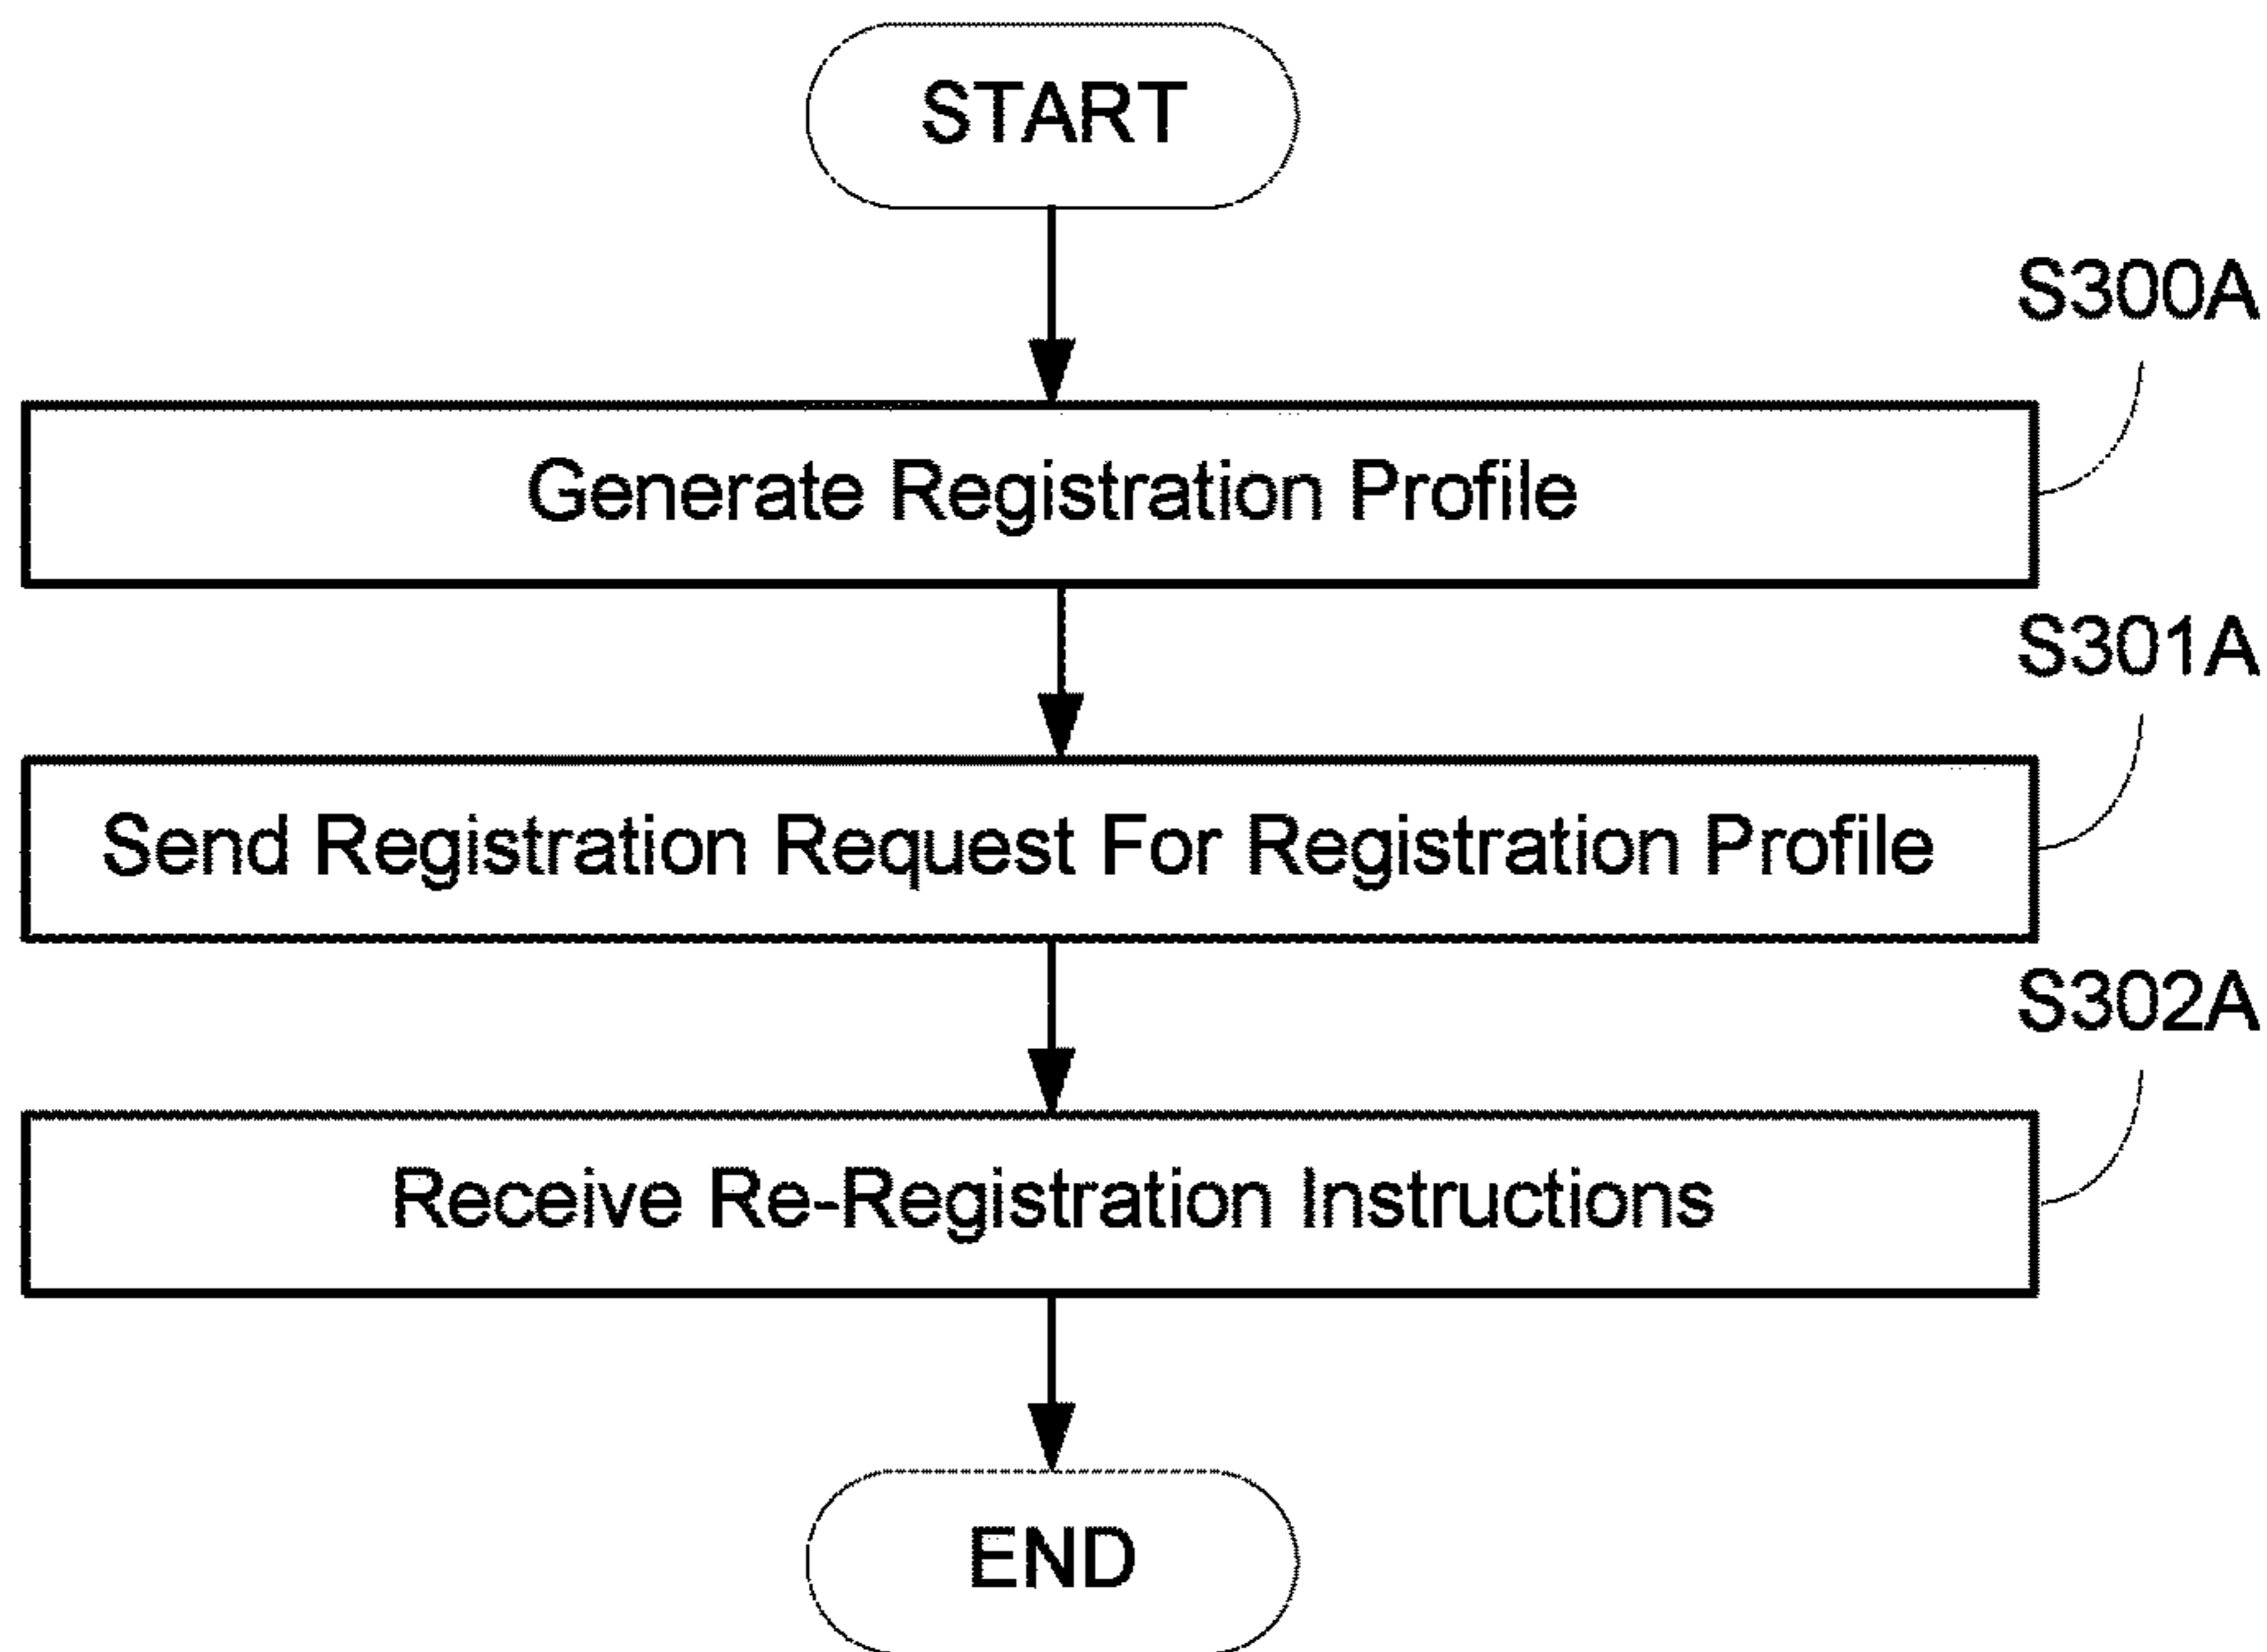 START
S300A
Generate Registration Profile
S301A
Send Registration Request For Registration Profile
S302A
Receive Re-Registration Instructions
END